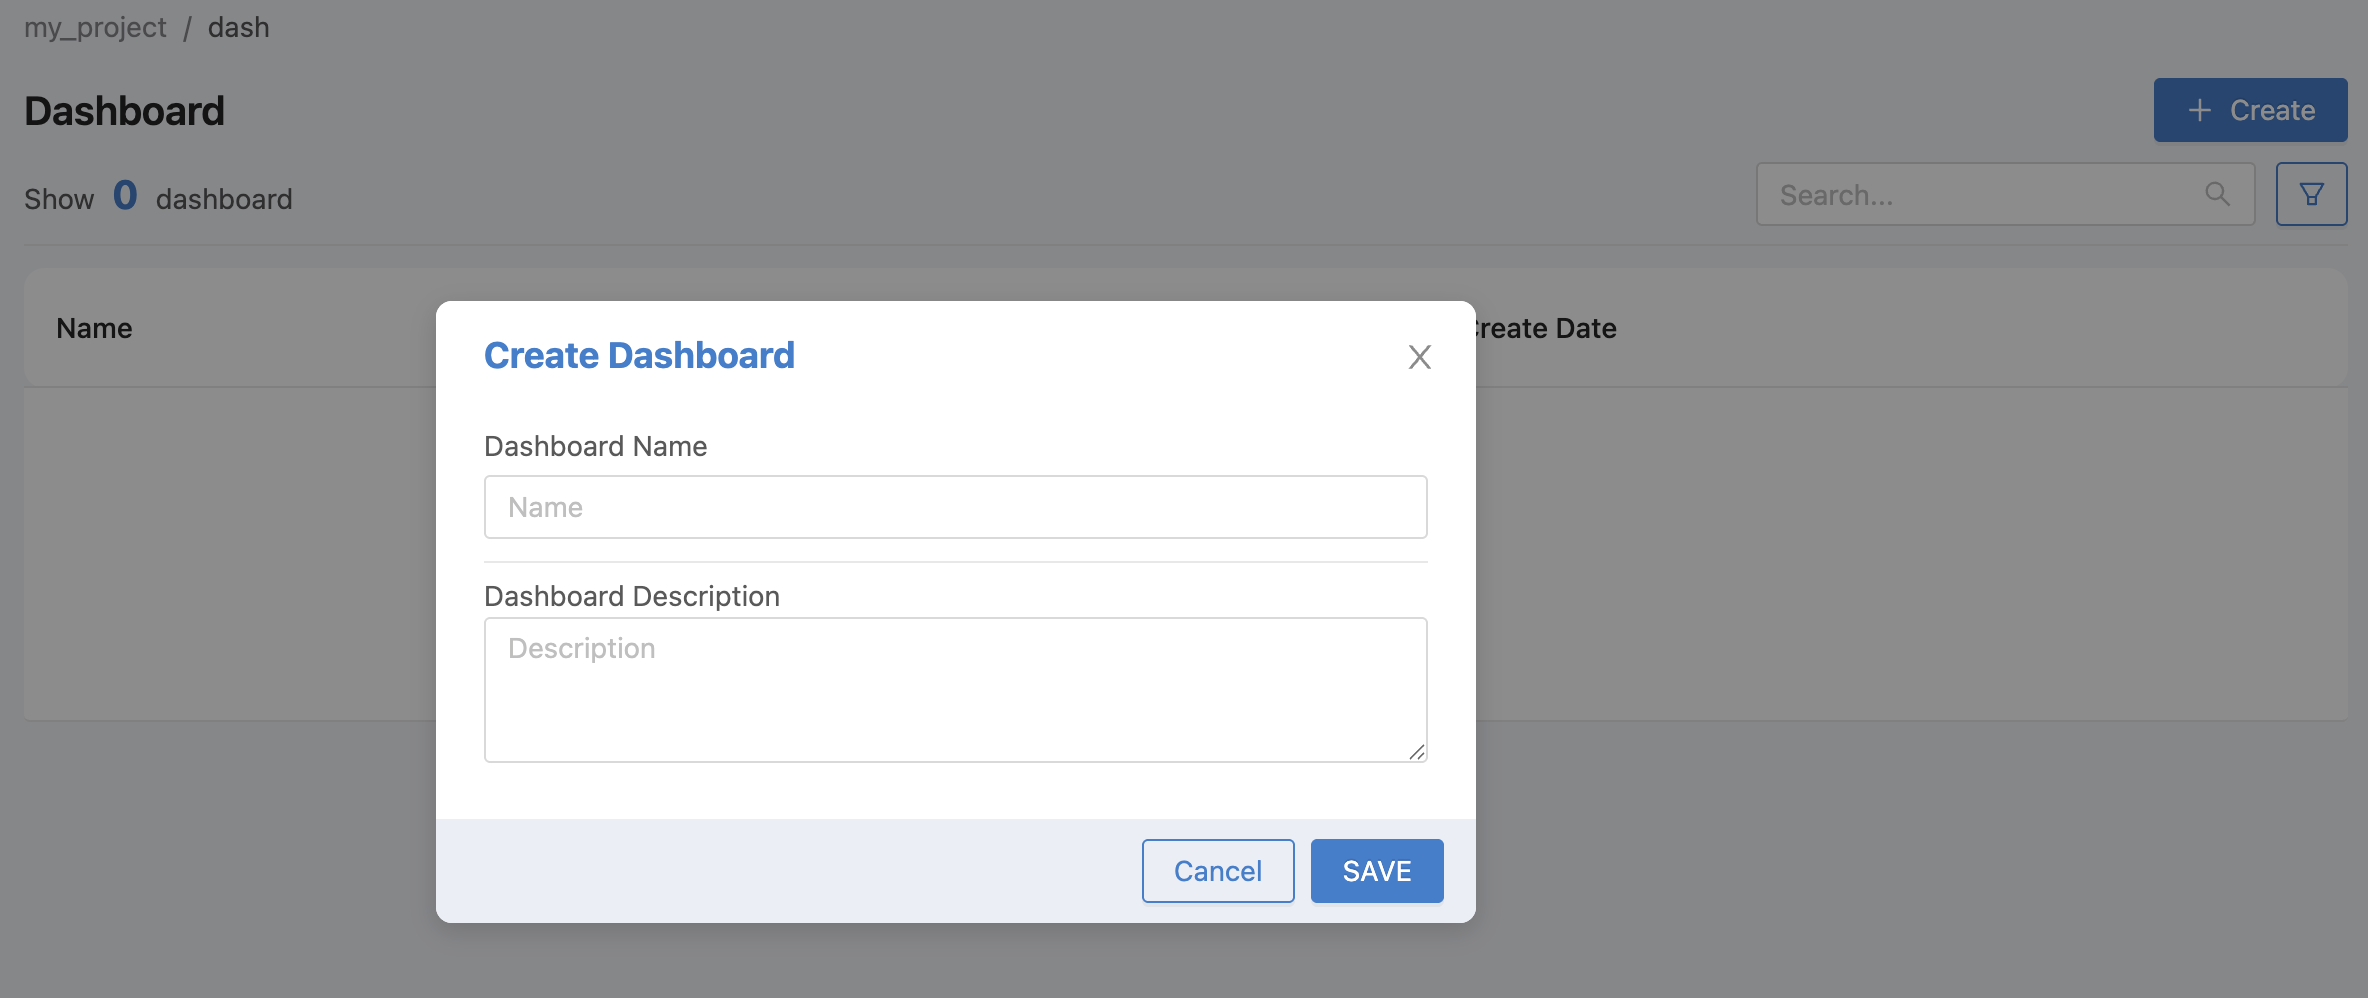 my_project / dash
Dashboard
+ Create
Show 0 dashboard
Search...
Name
Create Date
Create Dashboard
Dashboard Name
Name
Dashboard Description
Description
Cancel
SAVE